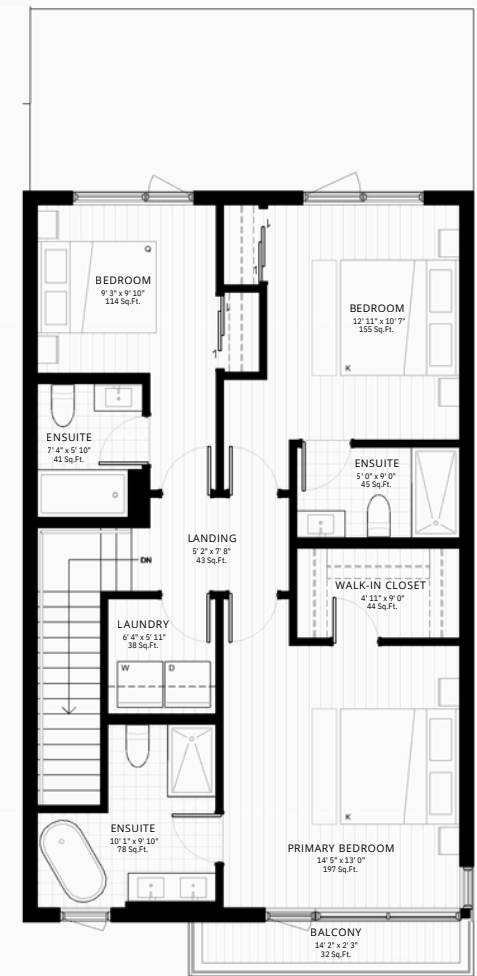 Q
BEDROOM
9' 3" x 9' 10"
114 Sq.Ft.
BEDROOM
12' 11" x 10' 7"
155 Sq.Ft.
K
ENSUITE
7' 4" x 5' 10"
41 Sq.Ft.
ENSUITE
5' 0" x 9' 0"
45 Sq.Ft.
LANDING
5' 2" x 7' 8"
43 Sq.Ft.
DN
WALK-IN CLOSET
4' 11" x 9' 0"
44 Sq.Ft.
LAUNDRY
6' 4" x 5' 11"
38 Sq.Ft.
W
D
K
ENSUITE
10' 1" x 9' 10"
78 Sq.Ft.
PRIMARY BEDROOM
14' 5" x 13' 0"
197 Sq.Ft.
BALCONY
14' 2" x 2' 3"
32 Sq.Ft.